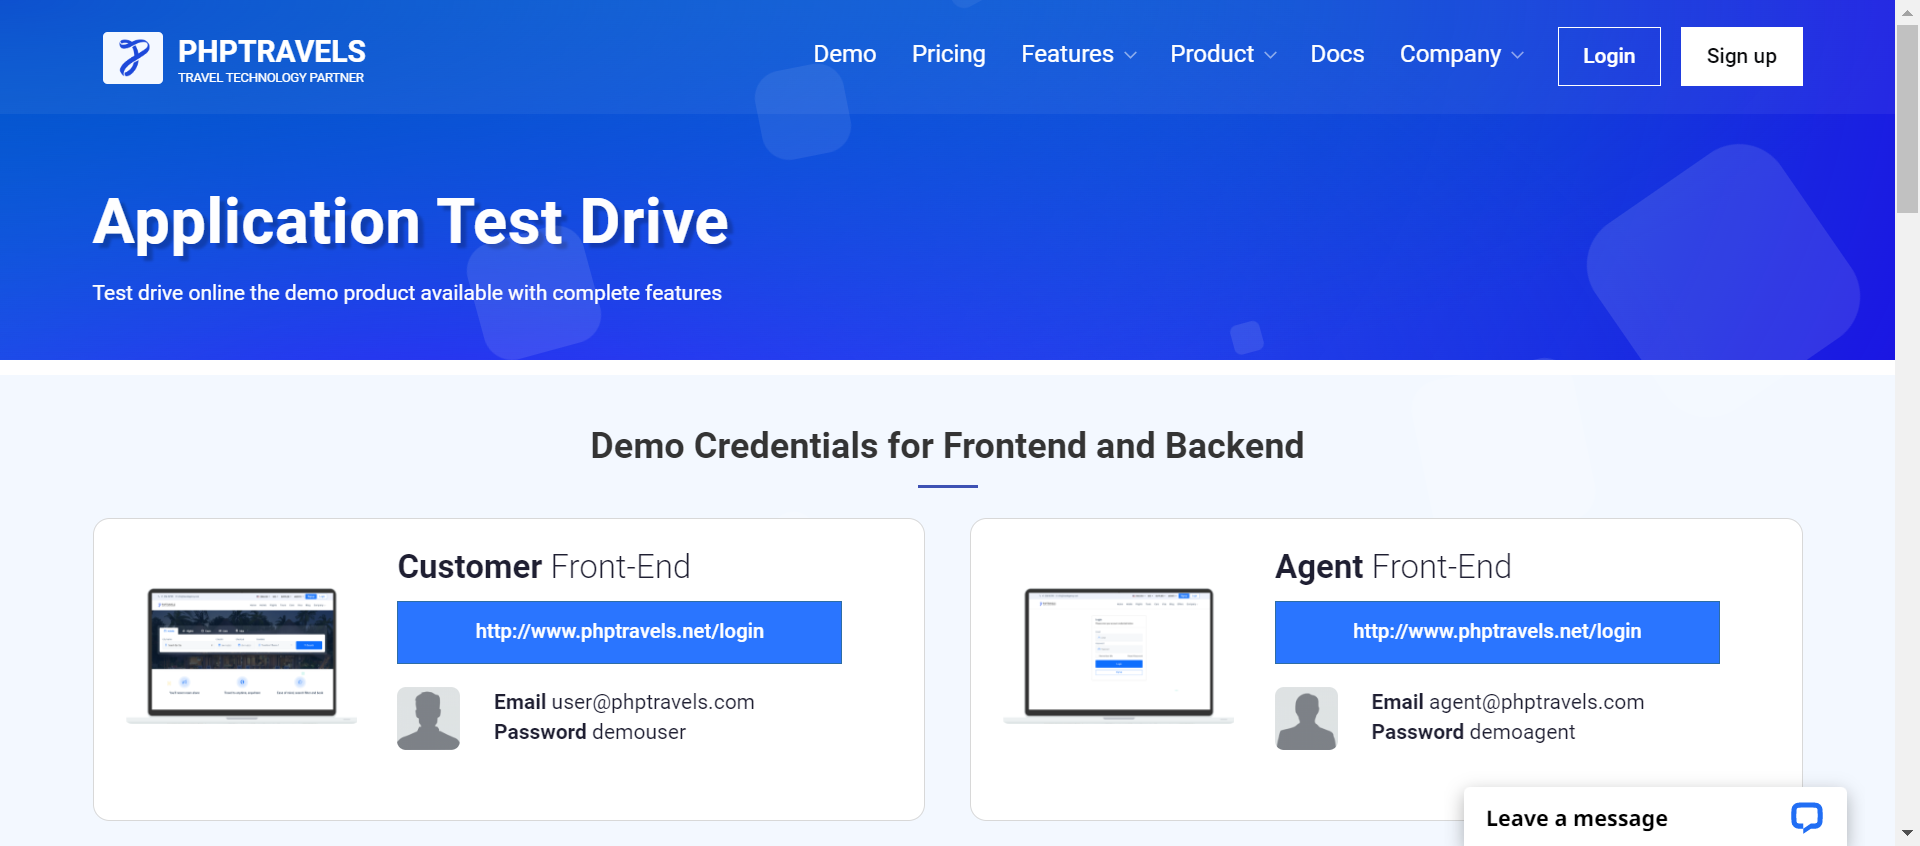 PHPTRAVELS
TRAVEL TECHNOLOGY PARTNER
Demo Pricing Features Product Docs Company Login Sign up
Application Test Drive
Test drive online the demo product available with complete features
Demo Credentials for Frontend and Backend
Customer Front-End
http://www.phptravels.net/login
Email user@phptravels.com
Password demouser
Agent Front-End
http://www.phptravels.net/login
Email agent@phptravels.com
Password demoagent
Leave a message